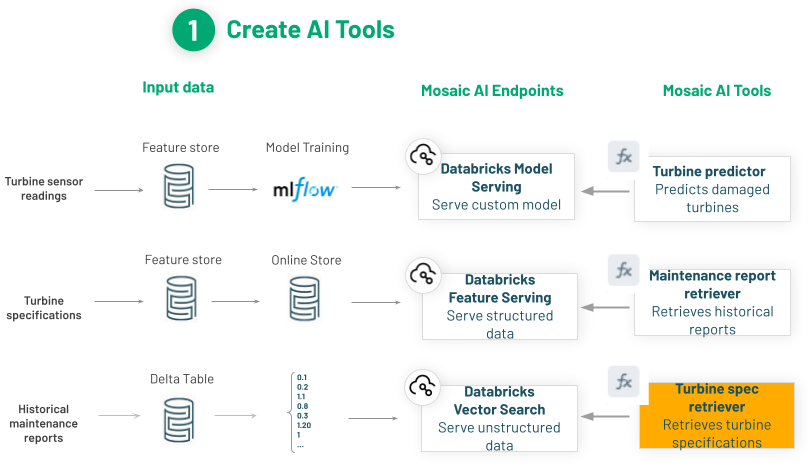 1 Create AI Tools
Input data
Mosaic AI Endpoints
Mosaic AI Tools
Turbine sensor
readings
Feature store
Model Training
mlflow
Databricks Model
Serving
Serve custom model
fx
Turbine predictor
Predicts damaged
turbines
Turbine
specifications
Feature store
Online Store
Databricks
Feature Serving
Serve structured
data
fx
Maintenance report
retriever
Retrieves historical
reports
Historical
maintenance
reports
Delta Table
0.1
0.2
1.1
0.8
0.3
1.20
1
...
Databricks
Vector Search
Serve unstructured
data
fx
Turbine spec
retriever
Retrieves turbine
specifications